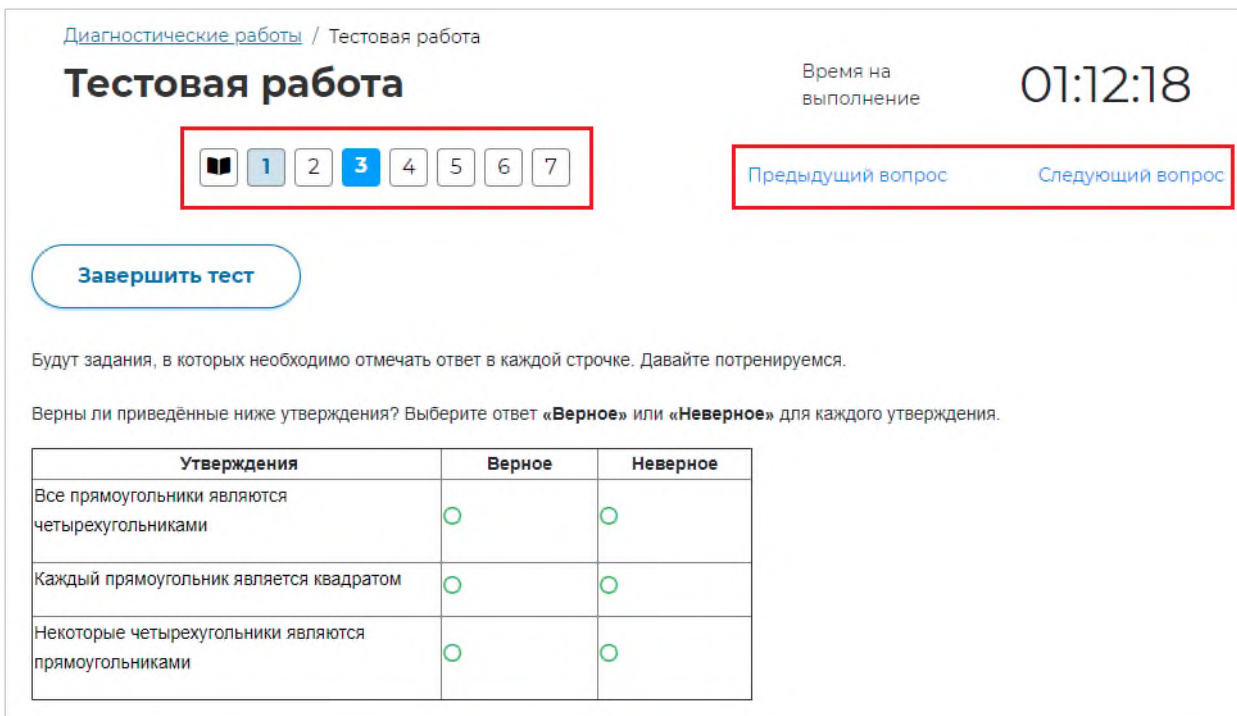 Диагностические работы / Тестовая работа
Тестовая работа
Время на
выполнение
01:12:18
1 2 3 4 5 6 7
Предыдущий вопрос Следующий вопрос
Завершить тест
Будут задания, в которых необходимо отмечать ответ в каждой строчке. Давайте потренируемся.
Верны ли приведённые ниже утверждения? Выберите ответ «Верное» или «Неверное» для каждого утверждения.
Утверждения Верное Неверное
Все прямоугольники являются
четырехугольниками
Каждый прямоугольник является квадратом
Некоторые четырехугольники являются
прямоугольниками